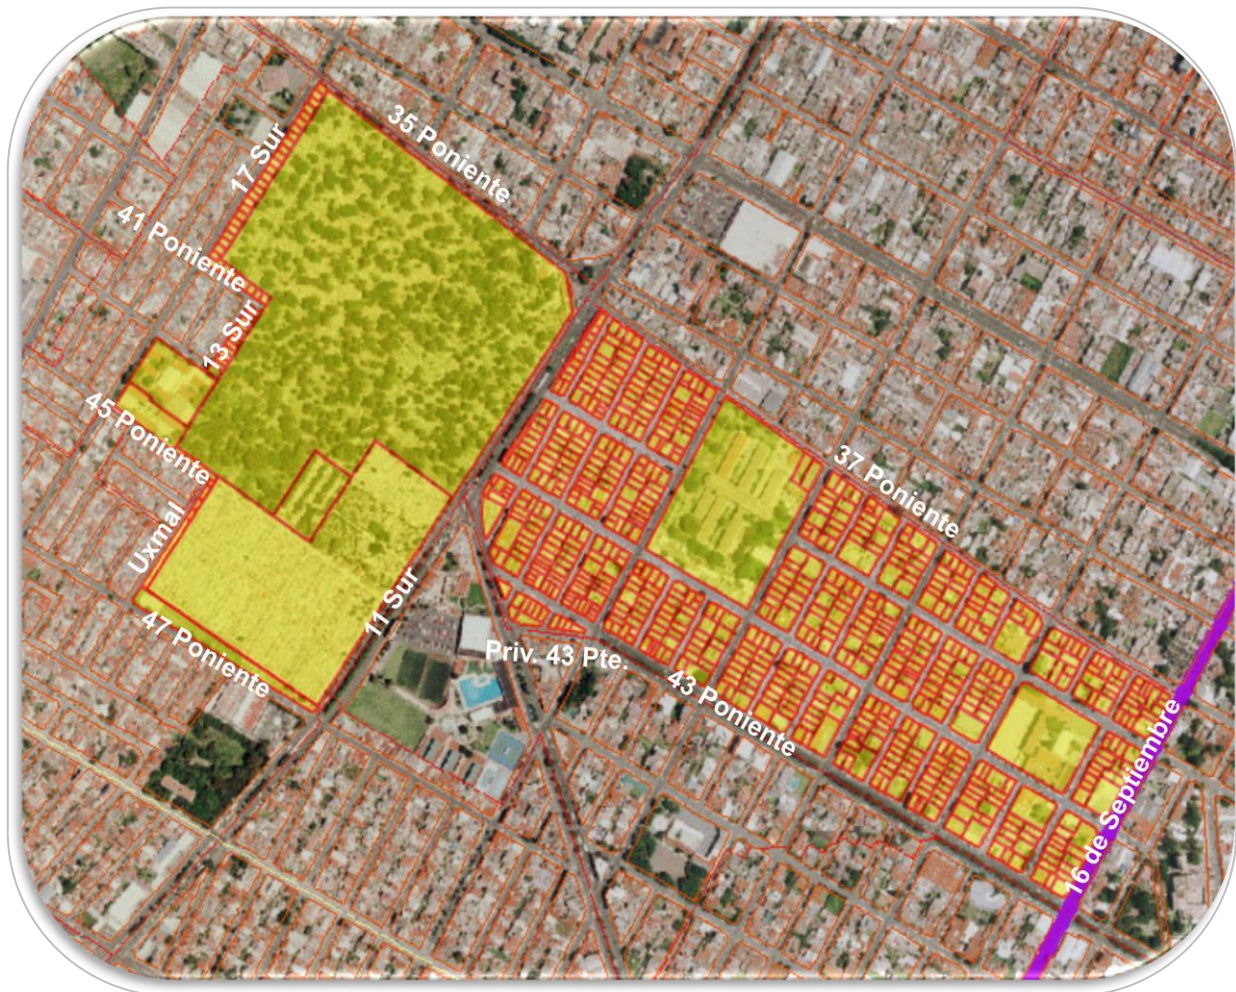 35 Poniente
17 Sur
41 Poniente
13 Sur
45 Poniente
Uxmal
37 Poniente
11 Sur
47 Poniente
Priv. 43 Pte.
43 Poniente
16 de Septiembre